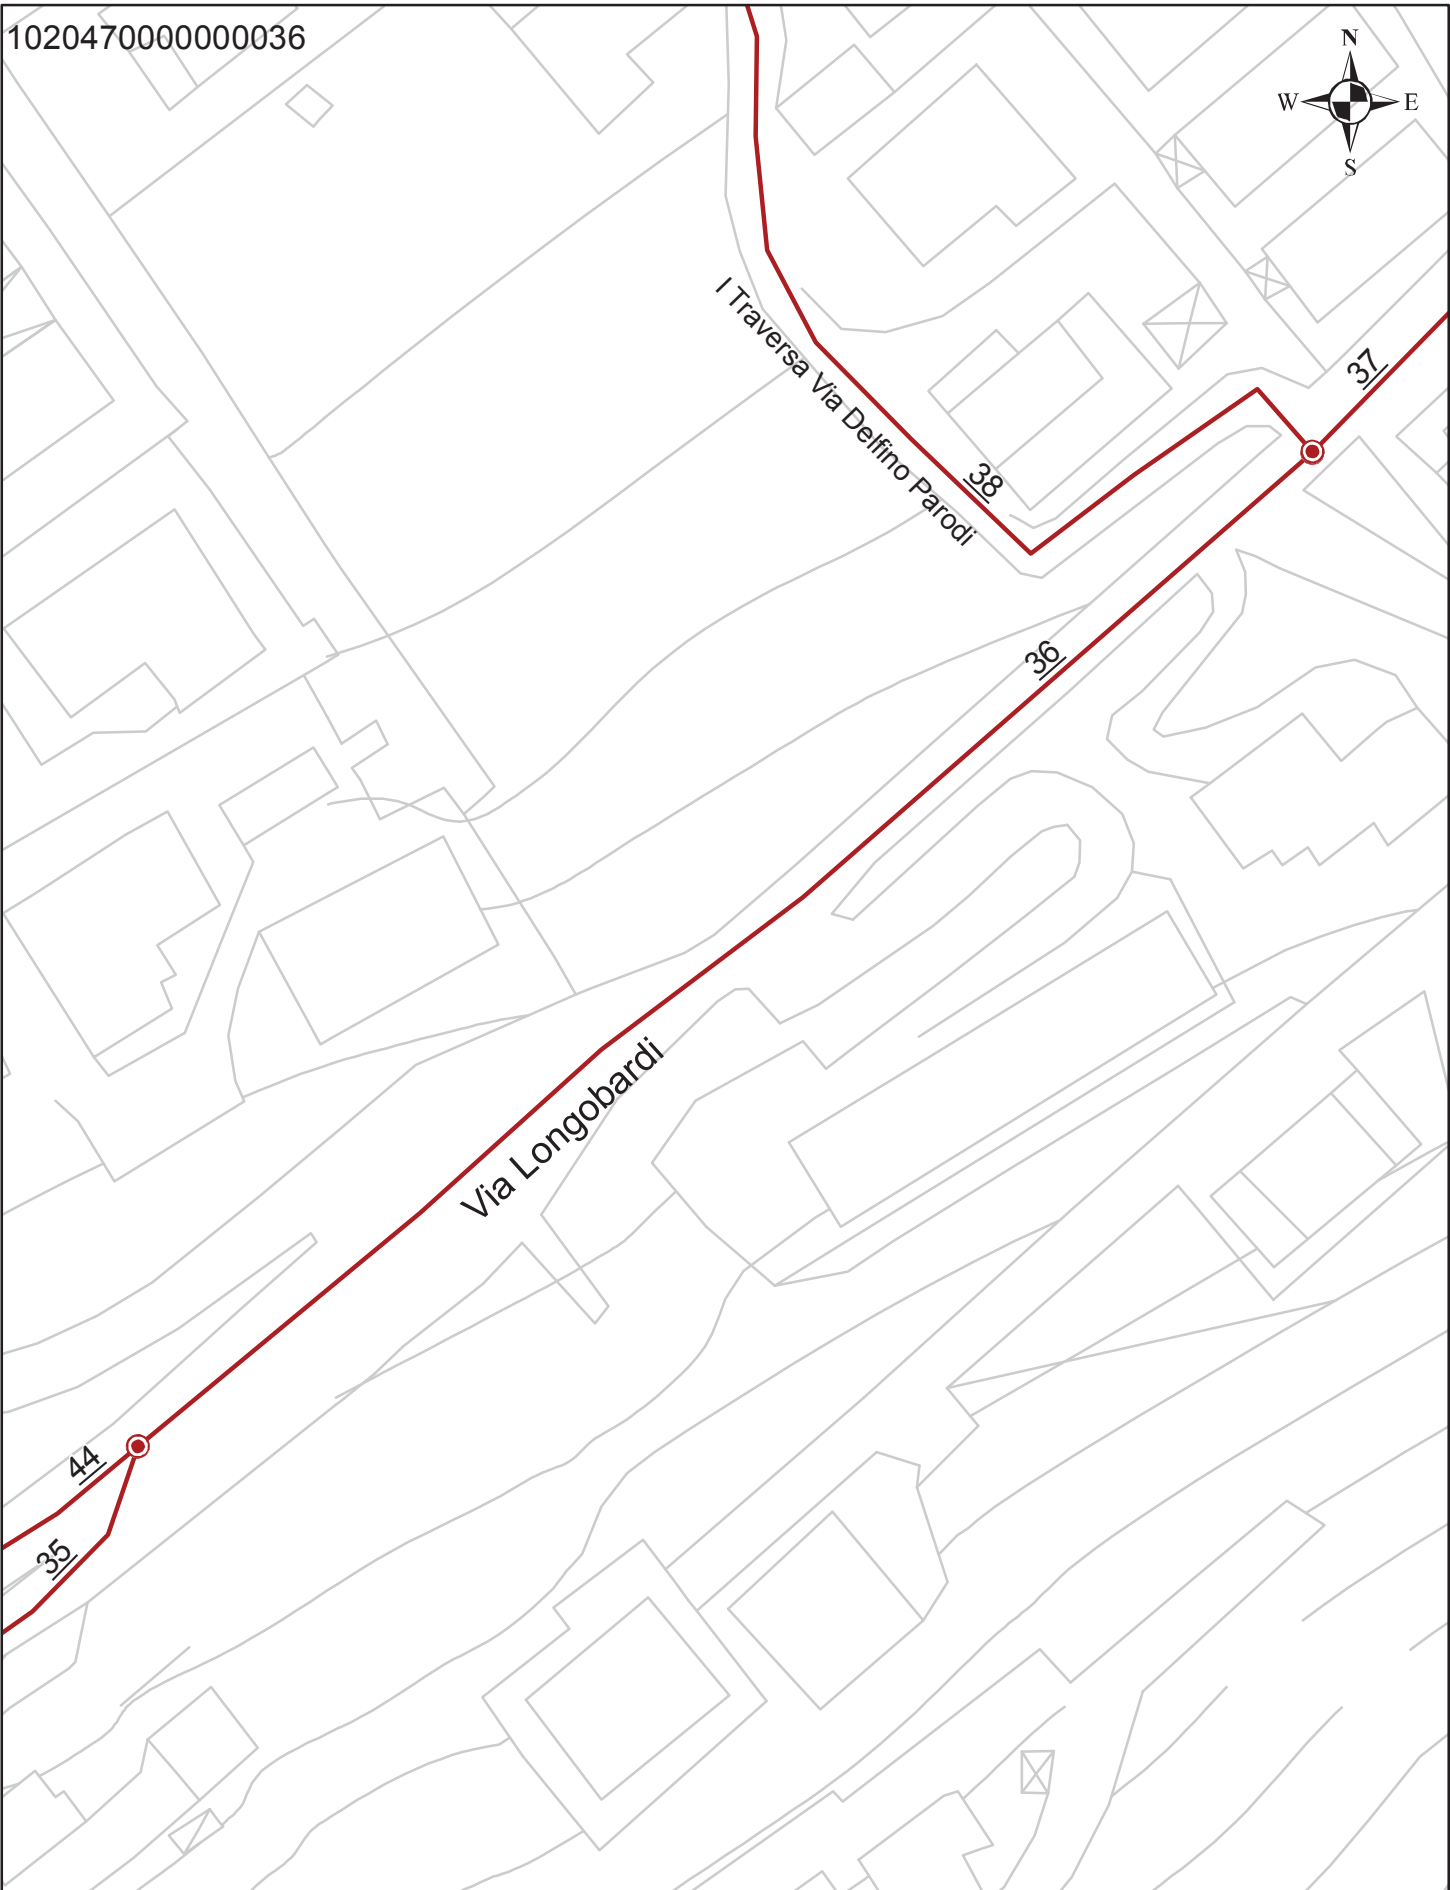 1020470000000036
N
W E
S
I Traversa Via Delfino Parodi
37
38
36
Via Longobardi
44
35